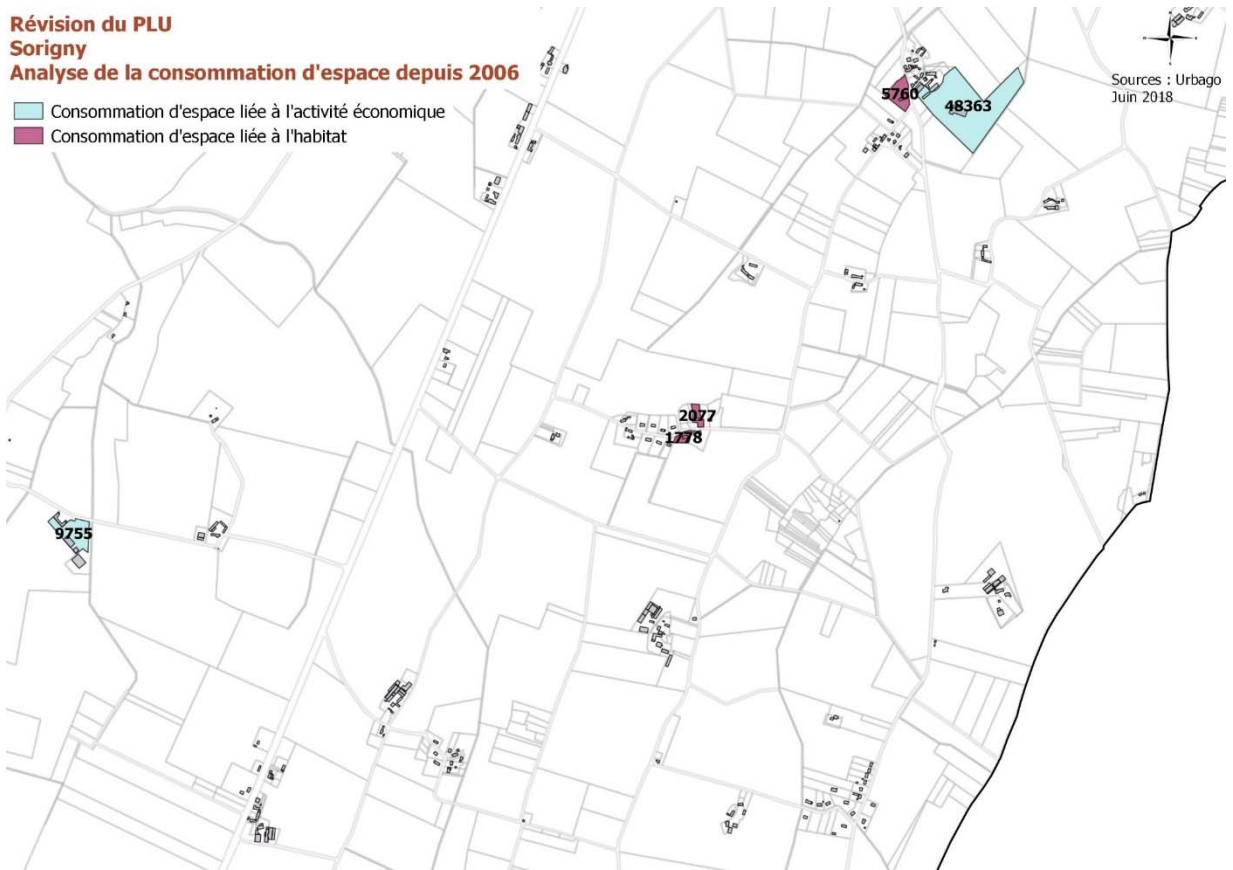 Révision du PLU
Sorigny
Analyse de la consommation d'espace depuis 2006
Consommation d'espace liée à l'activité économique
Consommation d'espace liée à l'habitat
Sources : Urbago
Juin 2018
5760
48363
2077
1778
9755